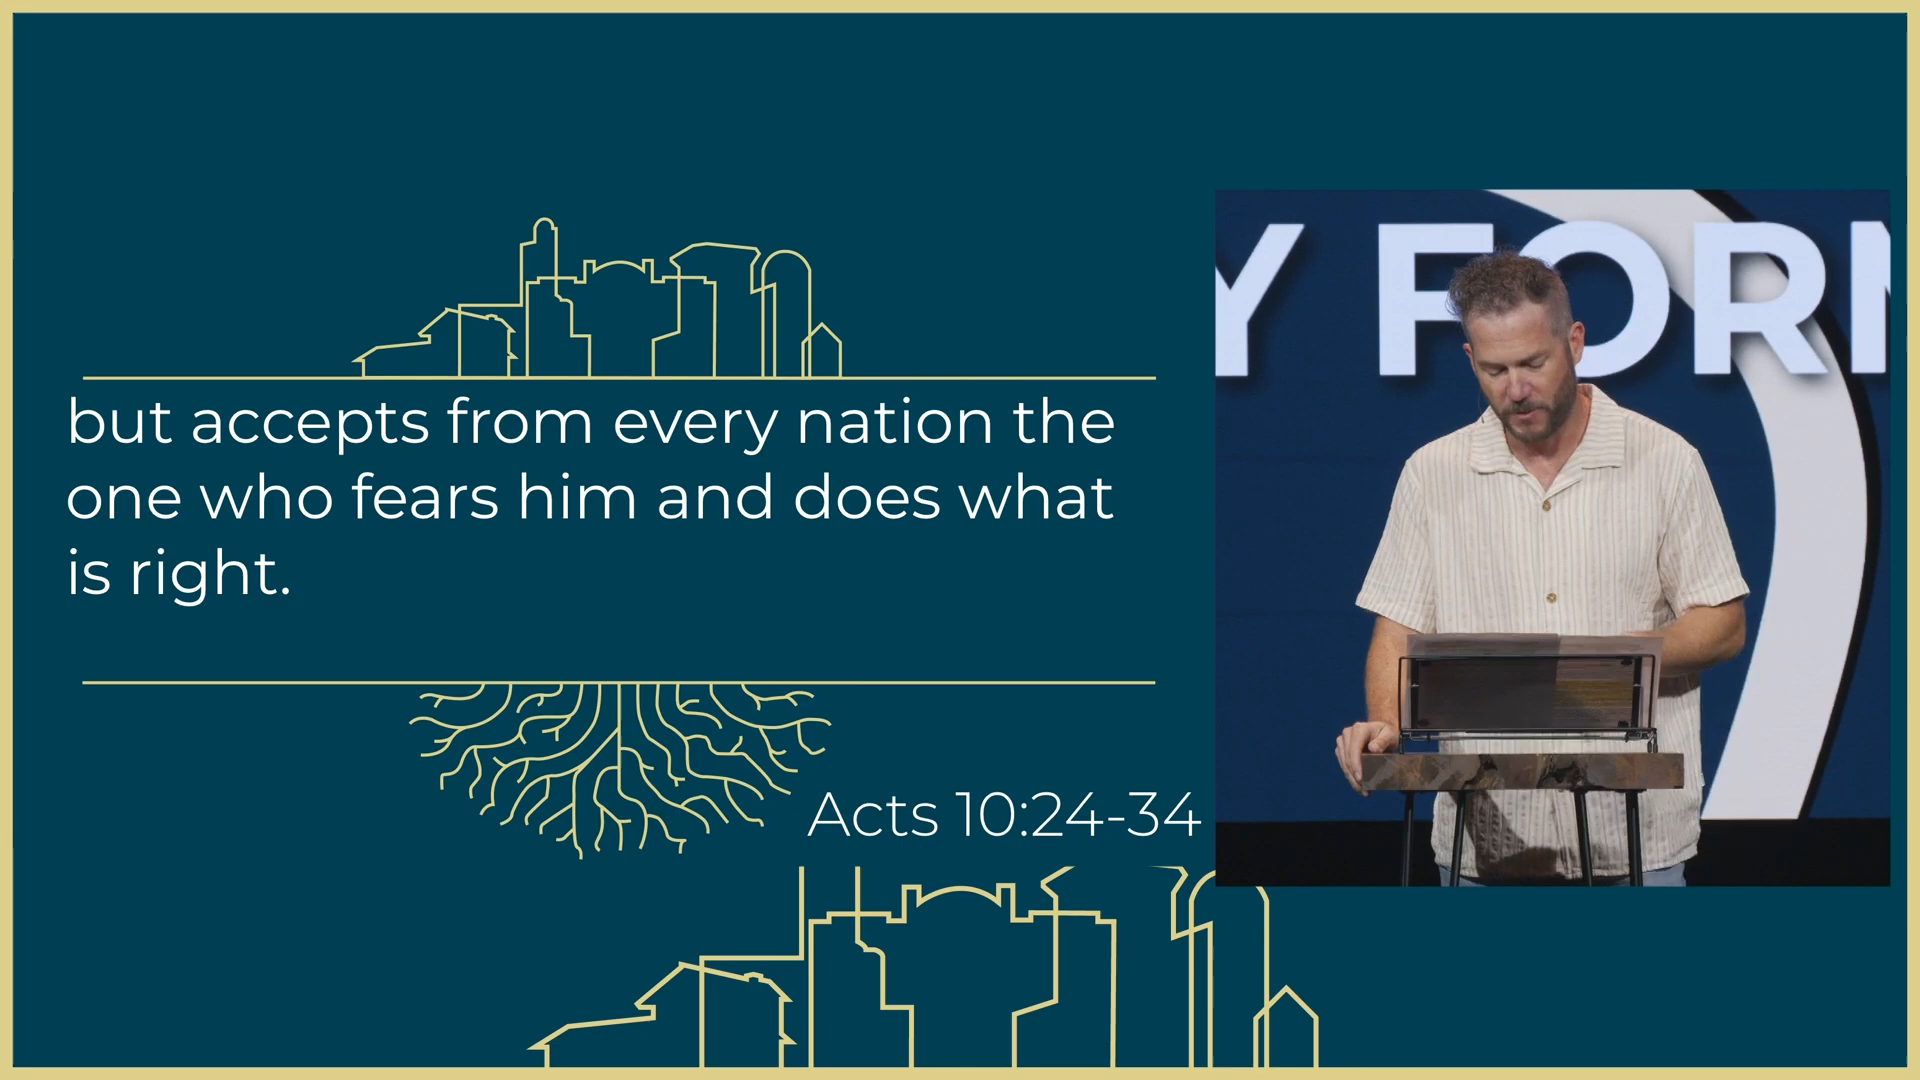 but accepts from every nation the
one who fears him and does what
is right.
Acts 10:24-34
Y FOR